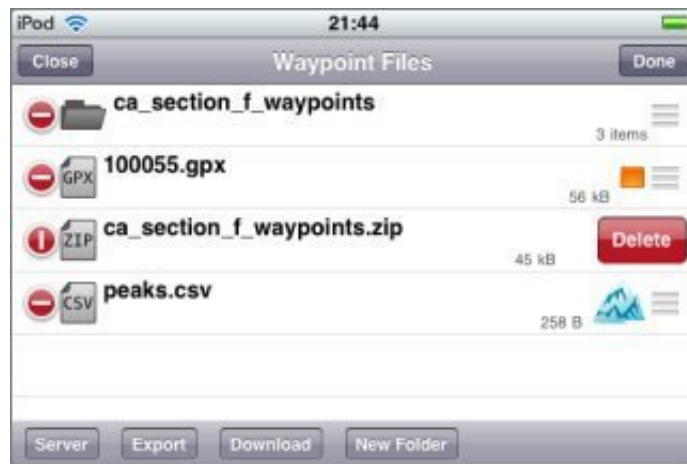 iPod 21:44
Close Waypoint Files Done
ca_section_f_waypoints
3 items
GPX 100055.gpx
56 kB
ZIP ca_section_f_waypoints.zip
45 kB Delete
CSV peaks.csv
258 B
Server Export Download New Folder